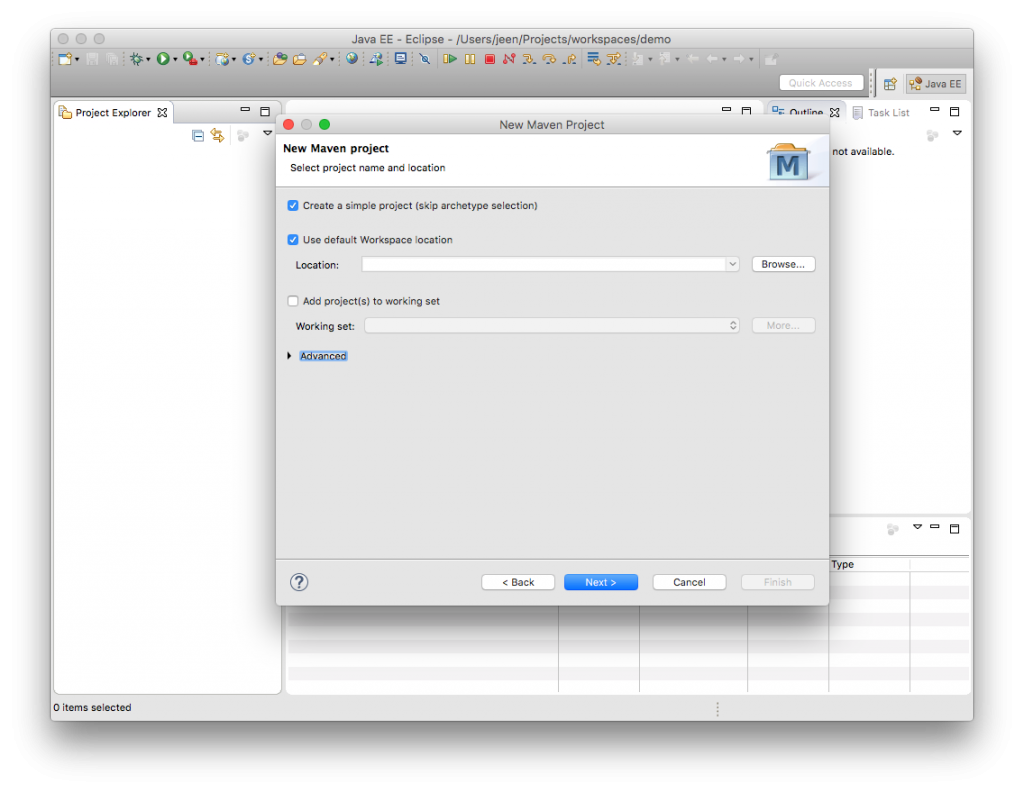 Java EE - Eclipse - /Users/jeen/Projects/workspaces/demo
Quick Access
Java EE
Project Explorer
Outline
Task List
not available.
New Maven Project
New Maven project
Select project name and location
M
Create a simple project (skip archetype selection)
Use default Workspace location
Location:
Browse...
Add project(s) to working set
Working set:
More...
Advanced
?
< Back
Next >
Cancel
Finish
Type
0 items selected